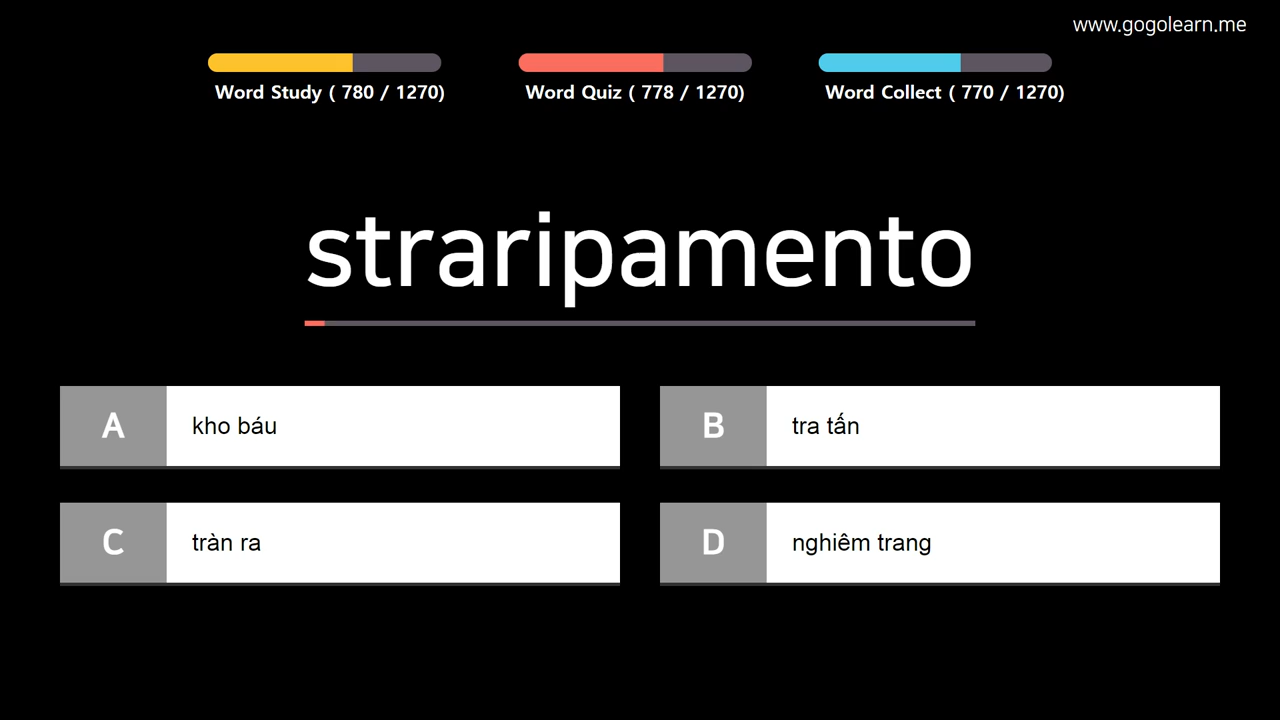 www.gogolearn.me
Word Study ( 780 / 1270)
Word Quiz ( 778 / 1270)
Word Collect ( 770 / 1270)
straripamento
A
kho báu
B
tra tấn
C
tràn ra
D
nghiêm trang